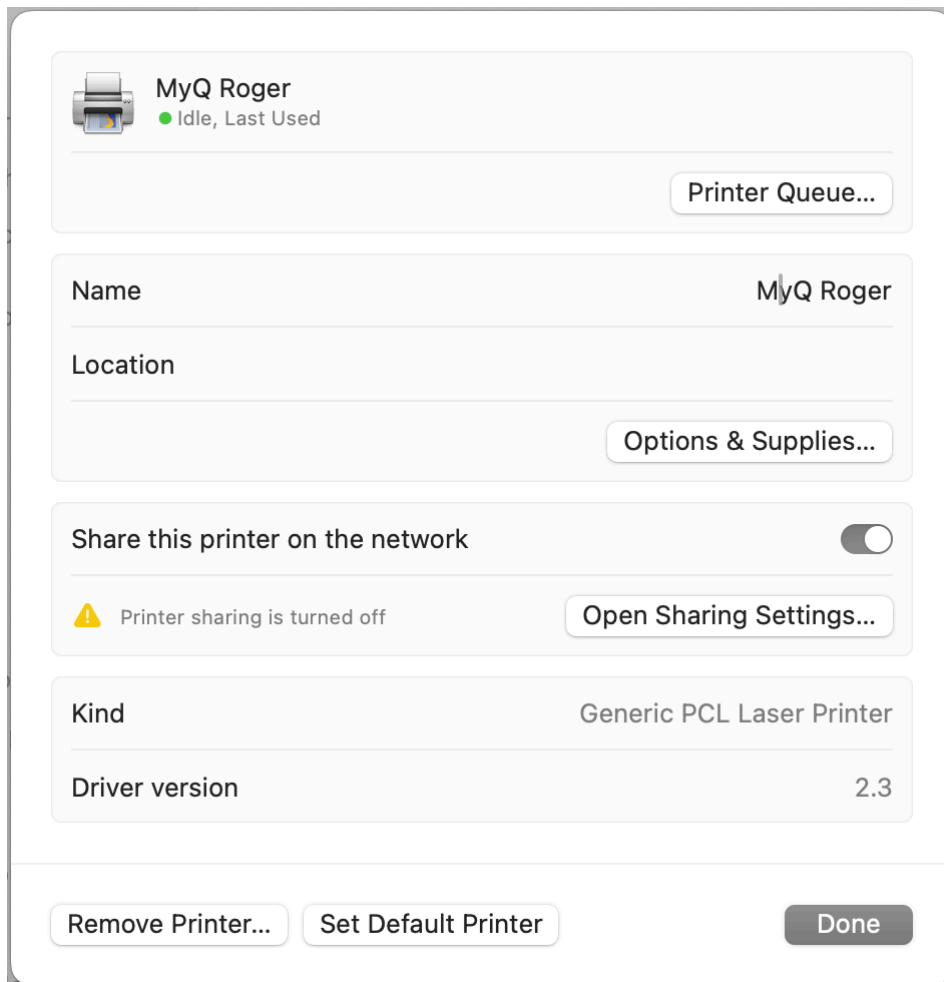 MyQ Roger
Idle, Last Used
Printer Queue...
Name
MyQ Roger
Location
Options & Supplies...
Share this printer on the network
Printer sharing is turned off
Open Sharing Settings...
Kind
Generic PCL Laser Printer
Driver version
2.3
Remove Printer...
Set Default Printer
Done